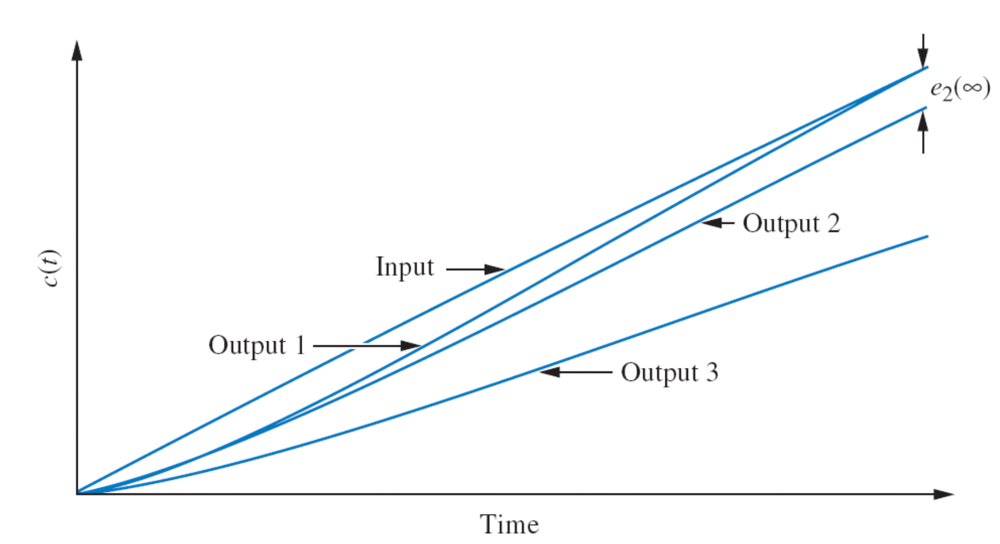 e₂(∞)
Output 2
Input
c(t)
Output 1
Output 3
Time